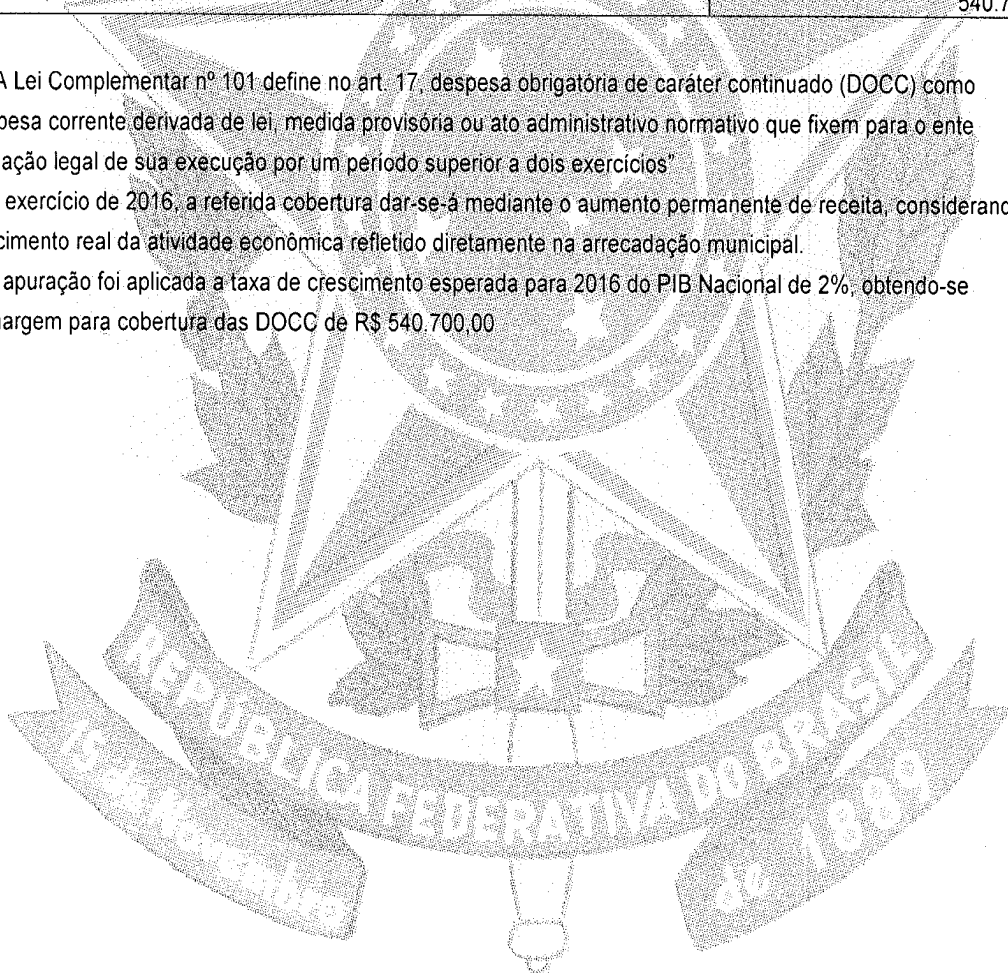 540.7
A Lei Complementar nº 101 define no art. 17, despesa obrigatória de caráter continuado (DOCC) como
pesa corrente derivada de lei, medida provisória ou ato administrativo normativo que fixem para o ente
ação legal de sua execução por um período superior a dois exercícios"
exercício de 2016, a referida cobertura dar-se-á mediante o aumento permanente de receita, considerand
cimento real da atividade econômica refletido diretamente na arrecadação municipal.
apuração foi aplicada a taxa de crescimento esperada para 2016 do PIB Nacional de 2%, obtendo-se
nargem para cobertura das DOCC de R$ 540.700,00
REPUBLICA FEDERATIVA DO BRASIL
15 de Novembro
de 1889